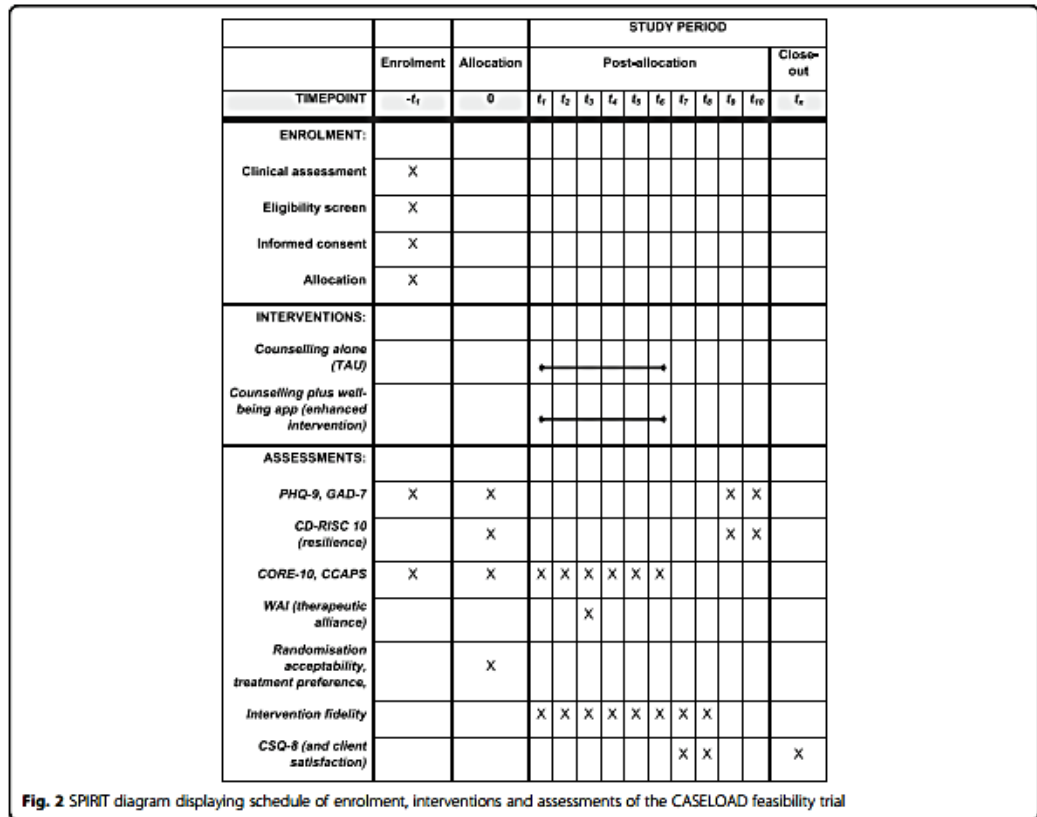 STUDY PERIOD
Enrolment Allocation Post-allocation Close-
out
TIMEPOINT -t₁ 0 t₁ t₂ t₃ t₄ t₅ t₆ t₇ t₈ t₉ t₁₀ tₓ
ENROLMENT:
Clinical assessment X
Eligibility screen X
Informed consent X
Allocation X
INTERVENTIONS:
Counselling alone
(TAU)
Counselling plus well-
being app (enhanced
intervention)
ASSESSMENTS:
PHQ-9, GAD-7 X X X X
CD-RISC 10
(resilience) X X X
CORE-10, CCAPS X X X X X X X X
WAI (therapeutic
alliance) X
Randomisation
acceptability,
treatment preference, X
Intervention fidelity X X X X X X X X
CSQ-8 (and client
satisfaction) X X X
Fig. 2 SPIRIT diagram displaying schedule of enrolment, interventions and assessments of the CASELOAD feasibility trial